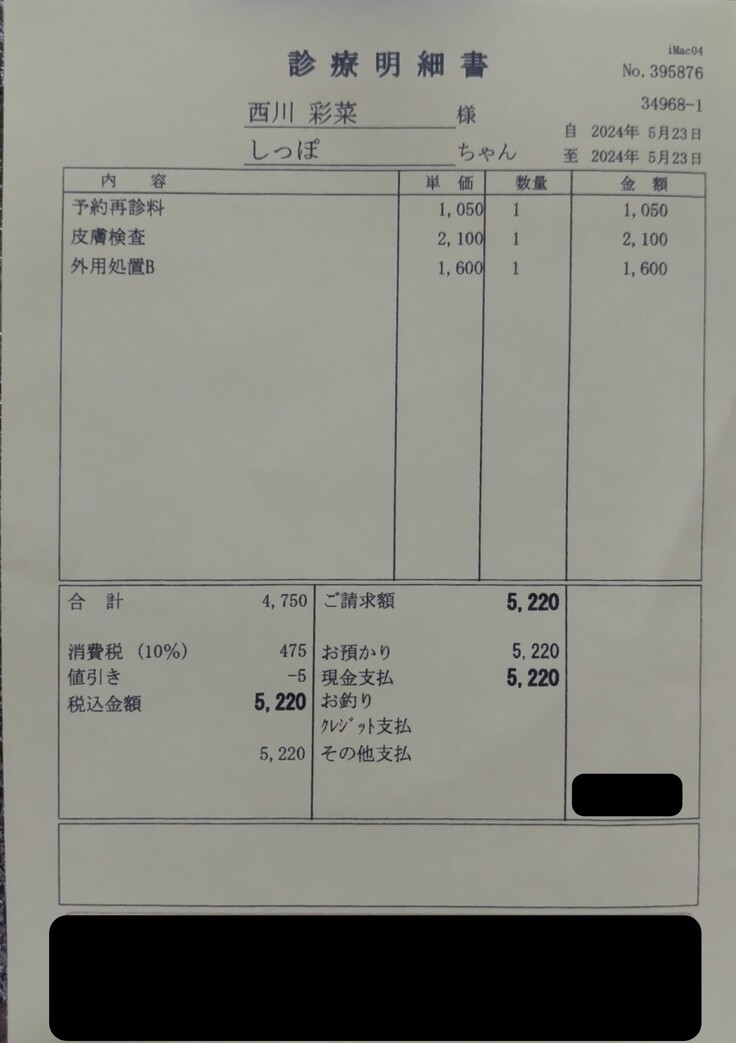 iMac04
診療明細書
No.395876
34968-1
西川 彩菜 様
自 2024年 5月23日
しっぽ ちゃん
至 2024年 5月23日
内 容 単 価 数量 金 額
予約再診料 1,050 1 1,050
皮膚検査 2,100 1 2,100
外用処置B 1,600 1 1,600
合 計 4,750 ご請求額 5,220
消費税 (10%) 475 お預かり 5,220
値引き -5 現金支払 5,220
税込金額 5,220 お釣り
ｸﾚｼﾞｯﾄ支払
5,220 その他支払